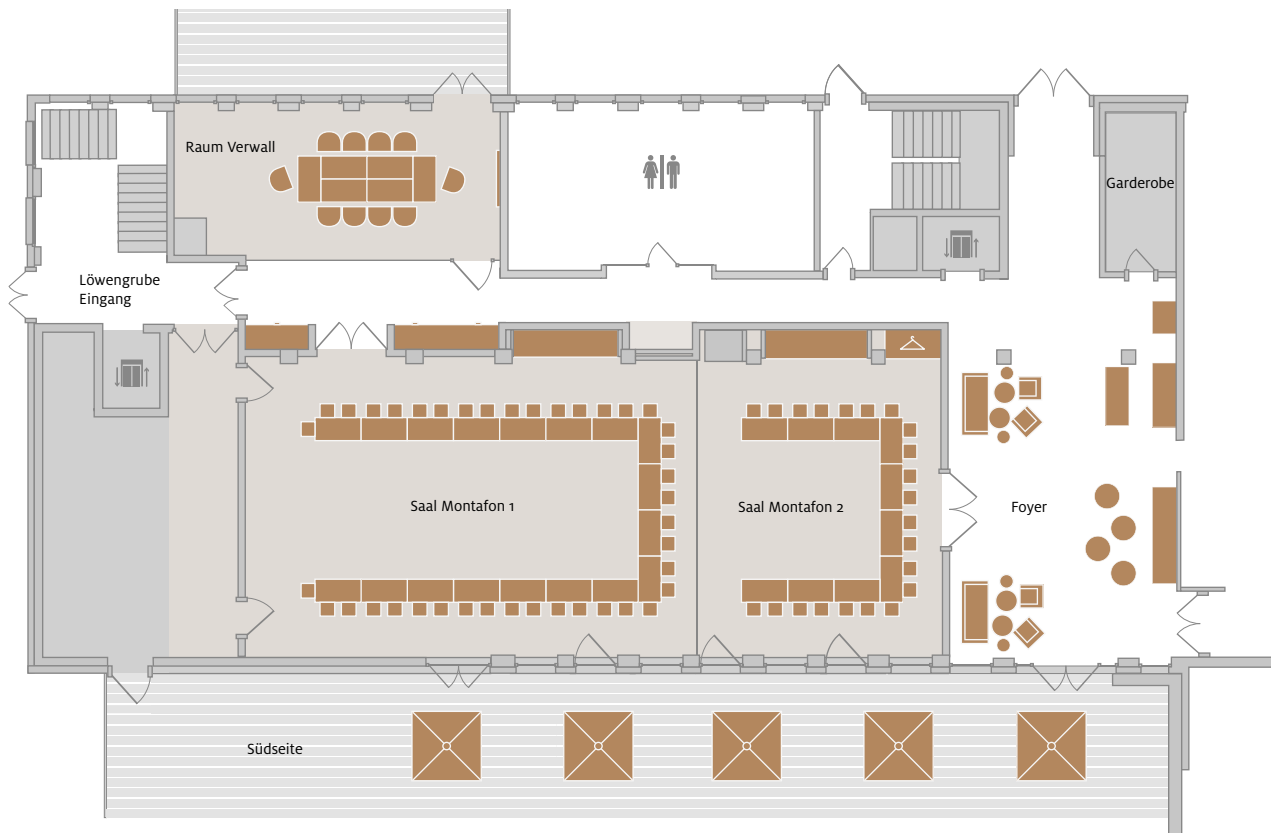 Raum Verwall
Garderobe
Löwengrube
Eingang
Saal Montafon 1
Saal Montafon 2
Foyer
Südseite